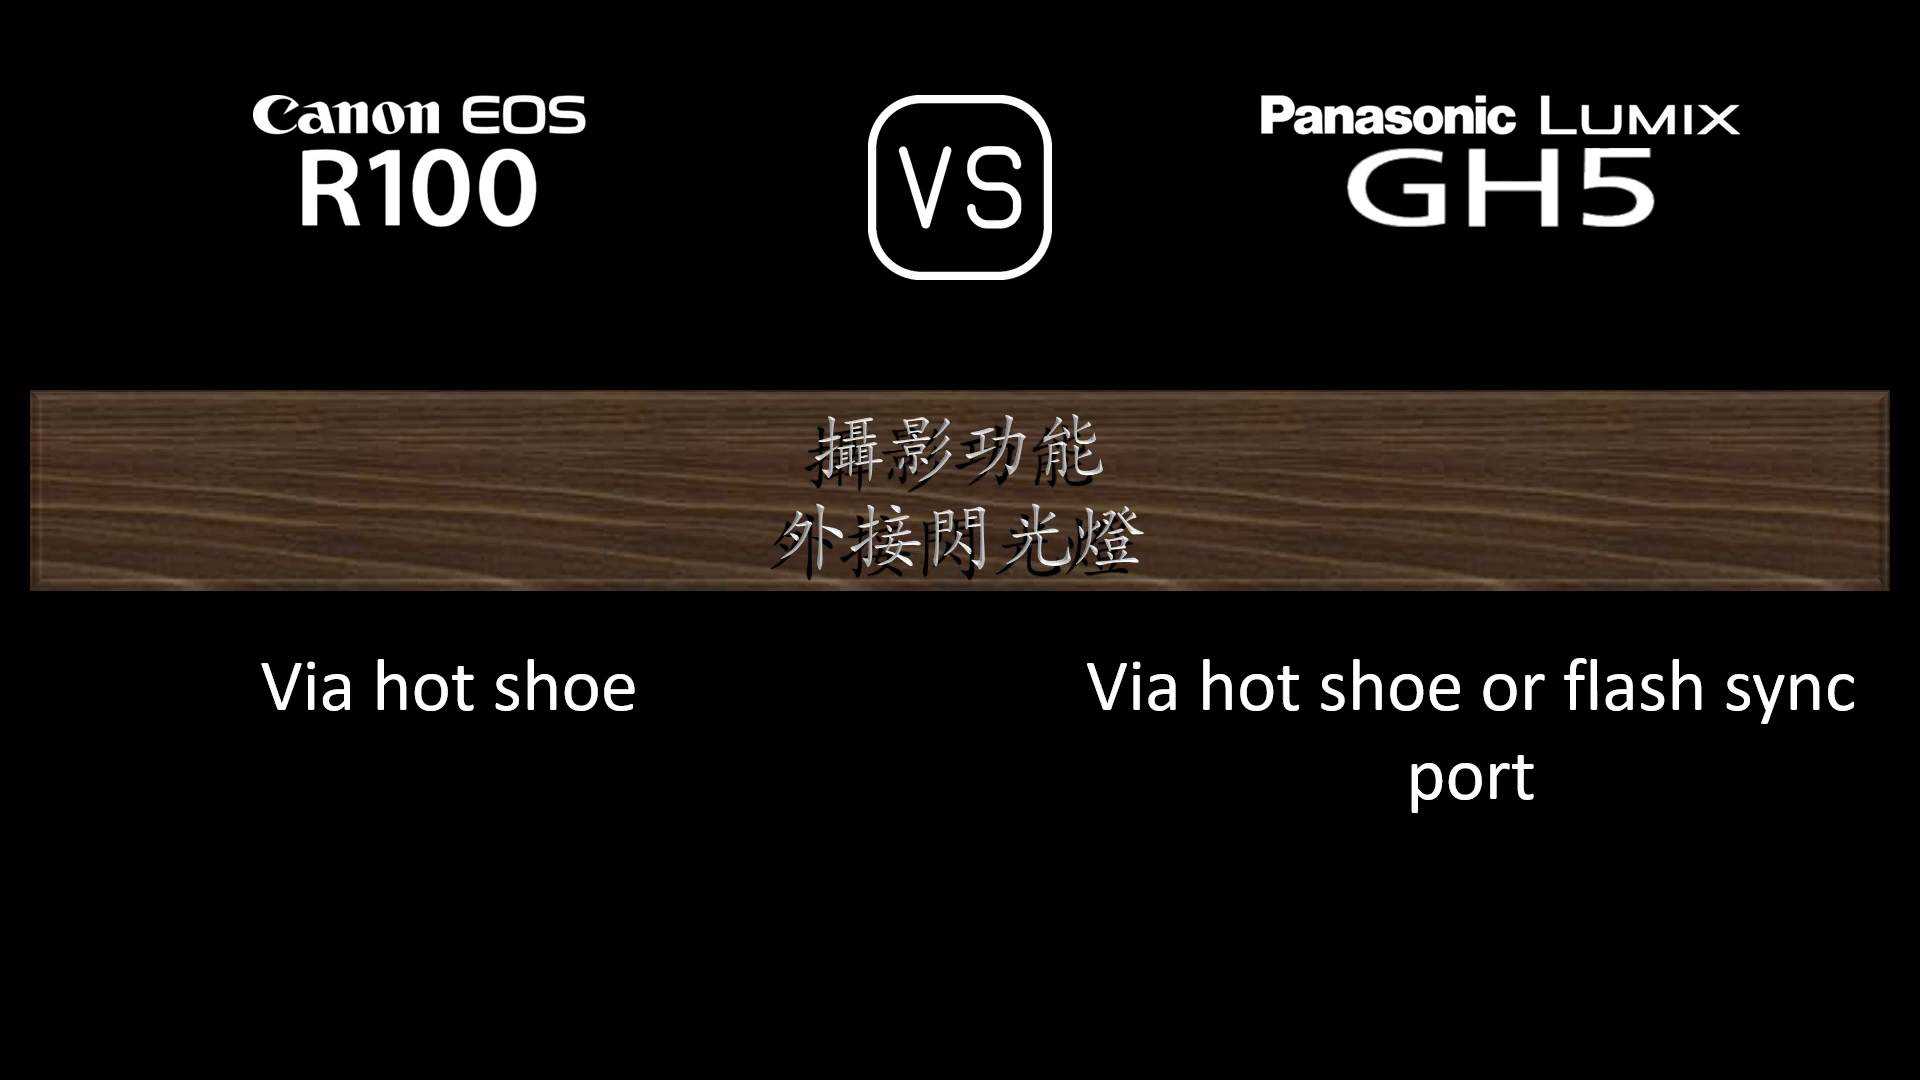 Canon EOS
R100
VS
Panasonic LUMIX
GH5
攝影功能
外接閃光燈
Via hot shoe
Via hot shoe or flash sync
port